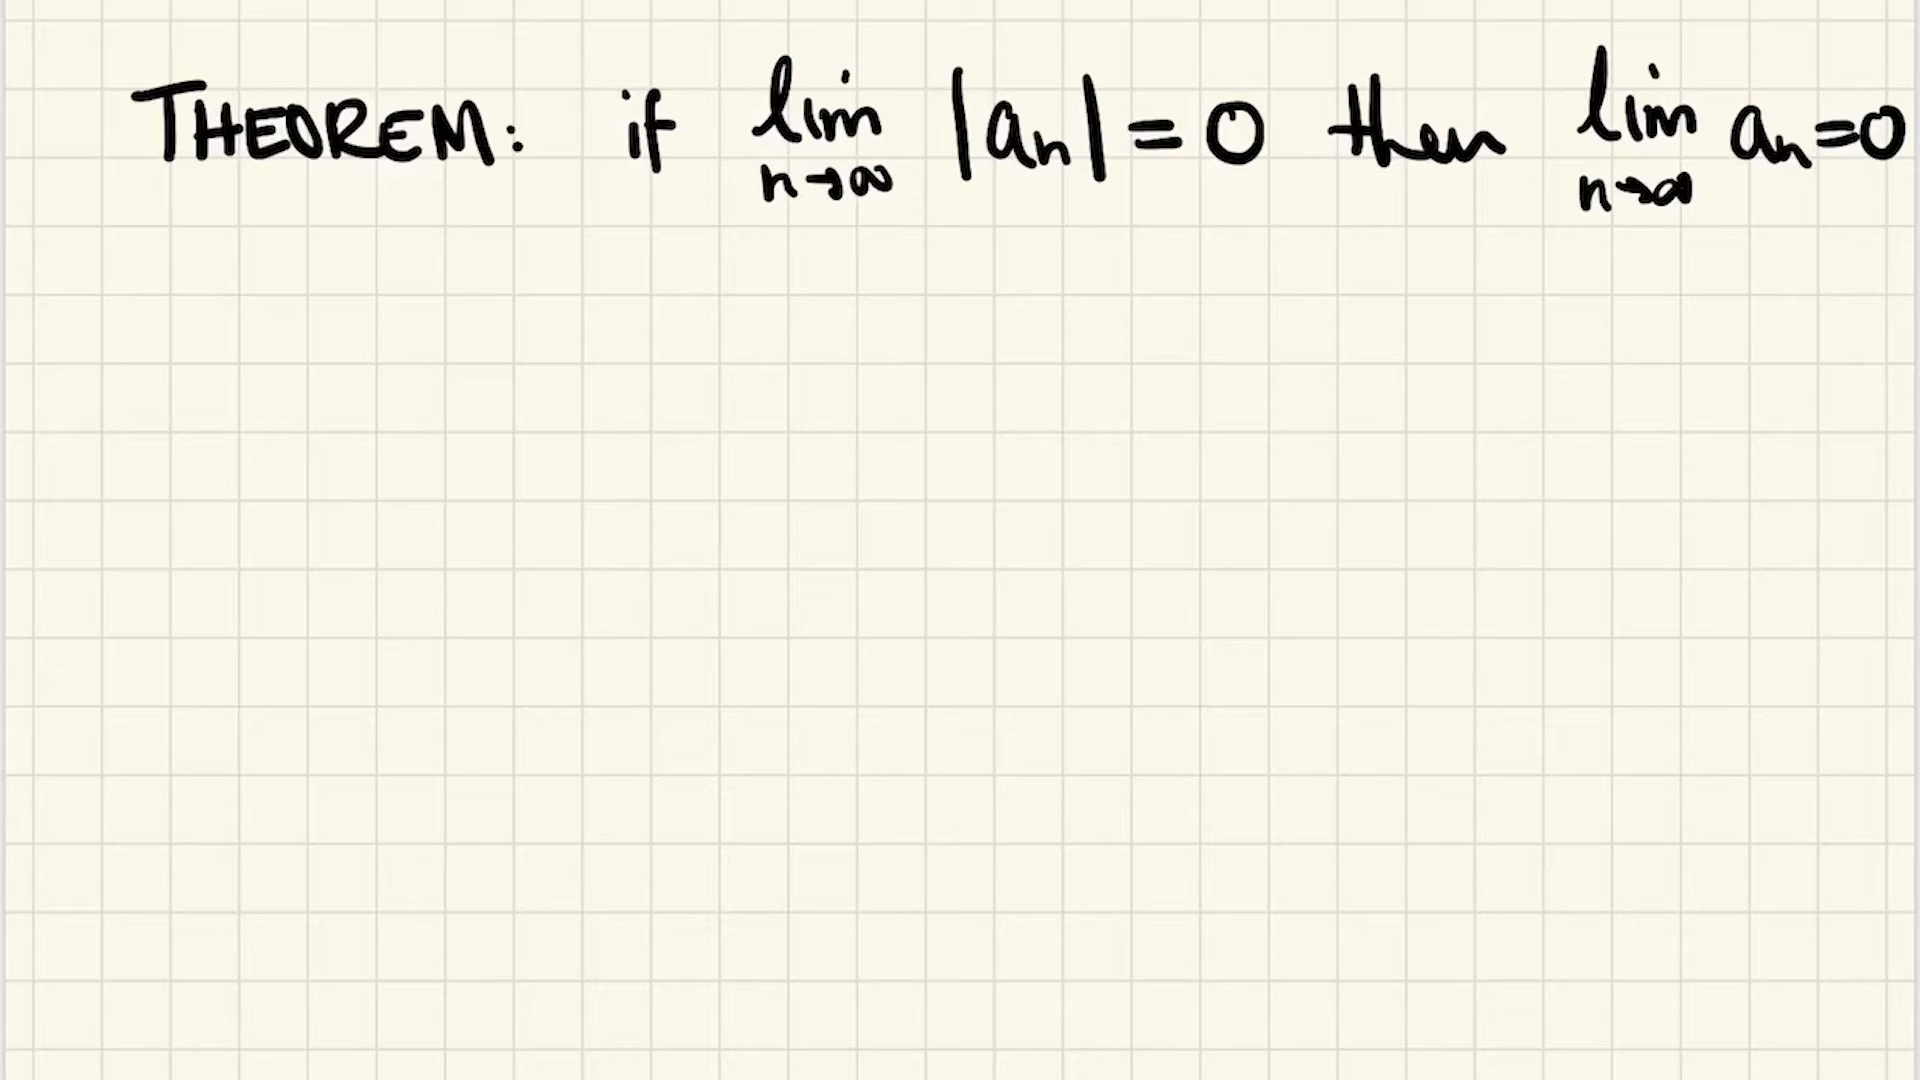 THEOREM: if lim n→∞ |an| = 0 then lim n→∞ an=0